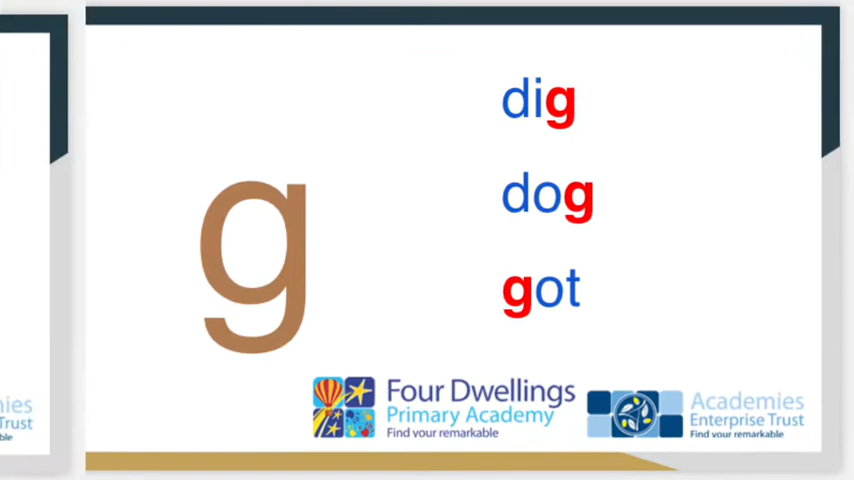 g
dig
dog
got
Four Dwellings
Primary Academy
Find your remarkable
Academies
Enterprise Trust
Find your remarkable